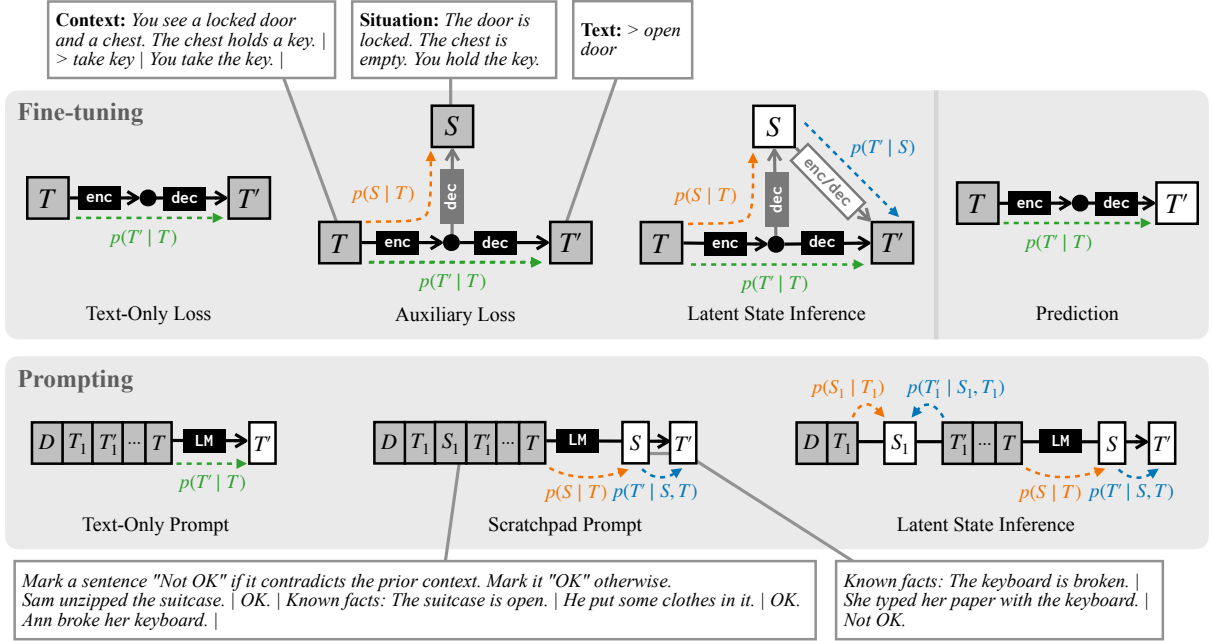 Context: You see a locked door
and a chest. The chest holds a key. |
> take key | You take the key. |
Situation: The door is
locked. The chest is
empty. You hold the key.
Text: > open
door
Fine-tuning
T enc dec T′
p(T′ | T)
Text-Only Loss
S
p(S | T)
dec
T enc dec T′
p(T′ | T)
Auxiliary Loss
S
p(T′ | S)
p(S | T)
enc/dec
dec
T enc dec T′
p(T′ | T)
Latent State Inference
T enc dec T′
p(T′ | T)
Prediction
Prompting
D T₁ T′₁ ... T LM T′
p(T′ | T)
Text-Only Prompt
D T₁ S₁ T′₁ ... T LM S T′
p(S | T) p(T′ | S, T)
Scratchpad Prompt
p(S₁ | T₁) p(T′₁ | S₁, T₁)
D T₁ S₁ T′₁ ... T LM S T′
p(S | T) p(T′ | S, T)
Latent State Inference
Mark a sentence "Not OK" if it contradicts the prior context. Mark it "OK" otherwise.
Sam unzipped the suitcase. | OK. | Known facts: The suitcase is open. | He put some clothes in it. | OK.
Ann broke her keyboard. |
Known facts: The keyboard is broken. |
She typed her paper with the keyboard. |
Not OK.